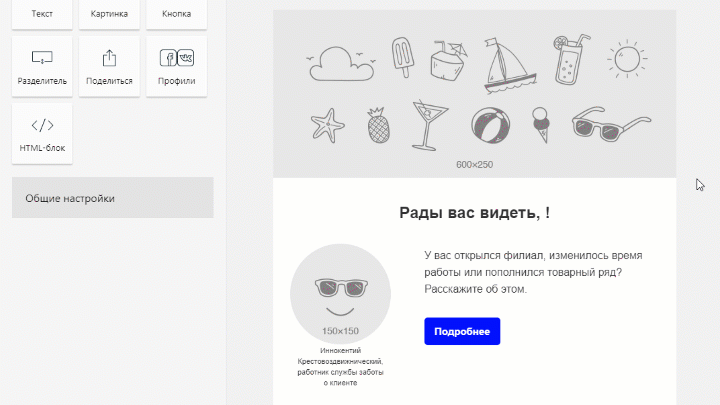 Текст
Картинка
Кнопка
Разделитель
Поделиться
Профили
HTML-блок
Общие настройки
600×250
Рады вас видеть, !
150×150
Иннокентий
Крестовоздвижнический,
работник службы заботы
о клиенте
У вас открылся филиал, изменилось время
работы или пополнился товарный ряд?
Расскажите об этом.
Подробнее